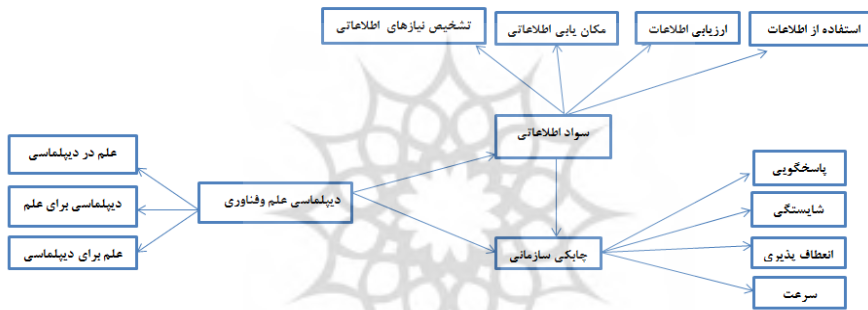 استفاده از اطلاعات
ارزیابی اطلاعات
مکان یابی اطلاعاتی
تشخیص نیازهای اطلاعاتی
سواد اطلاعاتی
علم در دیپلماسی
دیپلماسی برای علم
علم برای دیپلماسی
دیپلماسی علم وفناوری
چابکی سازمانی
پاسخگویی
شایستگی
انعطاف پذیری
سرعت